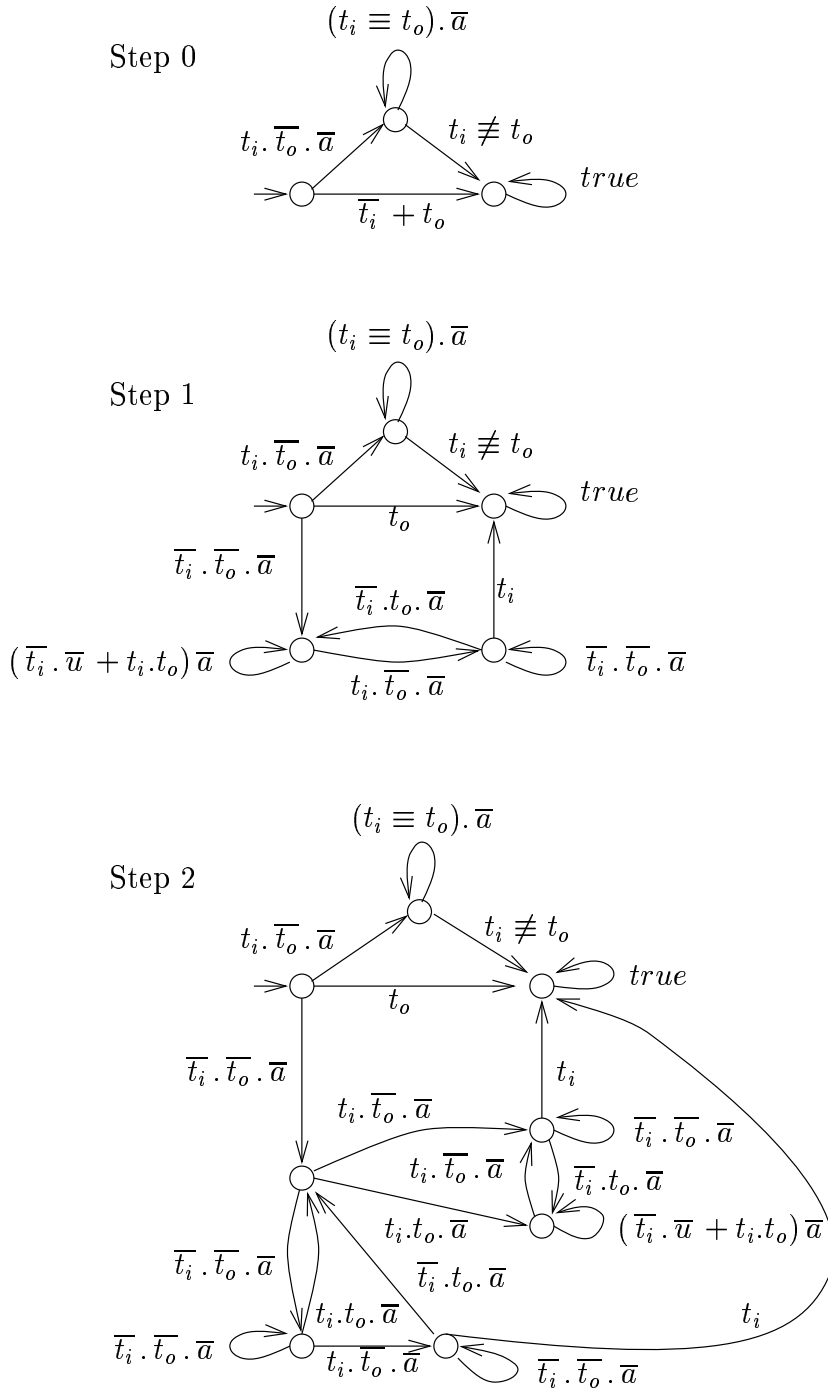 (t_i ≡ t_o). a̅
Step 0
t_i. t̅_o̅ . a̅
t_i ≢ t_o
true
t̅_i̅ + t_o
(t_i ≡ t_o). a̅
Step 1
t_i. t̅_o̅ . a̅
t_i ≢ t_o
true
t_o
t̅_i̅ . t̅_o̅ . a̅
t̅_i̅ .t_o. a̅
t_i
( t̅_i̅ . u̅ + t_i.t_o) a̅
t̅_i̅ . t̅_o̅ . a̅
t_i. t̅_o̅ . a̅
(t_i ≡ t_o). a̅
Step 2
t_i. t̅_o̅ . a̅
t_i ≢ t_o
true
t_o
t̅_i̅ . t̅_o̅ . a̅
t_i
t_i. t̅_o̅ . a̅
t̅_i̅ . t̅_o̅ . a̅
t_i. t̅_o̅ . a̅
t̅_i̅ .t_o. a̅
t_i.t_o. a̅
( t̅_i̅ . u̅ + t_i.t_o) a̅
t̅_i̅ . t̅_o̅ . a̅
t̅_i̅ .t_o. a̅
t_i.t_o. a̅
t_i
t̅_i̅ . t̅_o̅ . a̅
t_i. t̅_o̅ . a̅
t̅_i̅ . t̅_o̅ . a̅